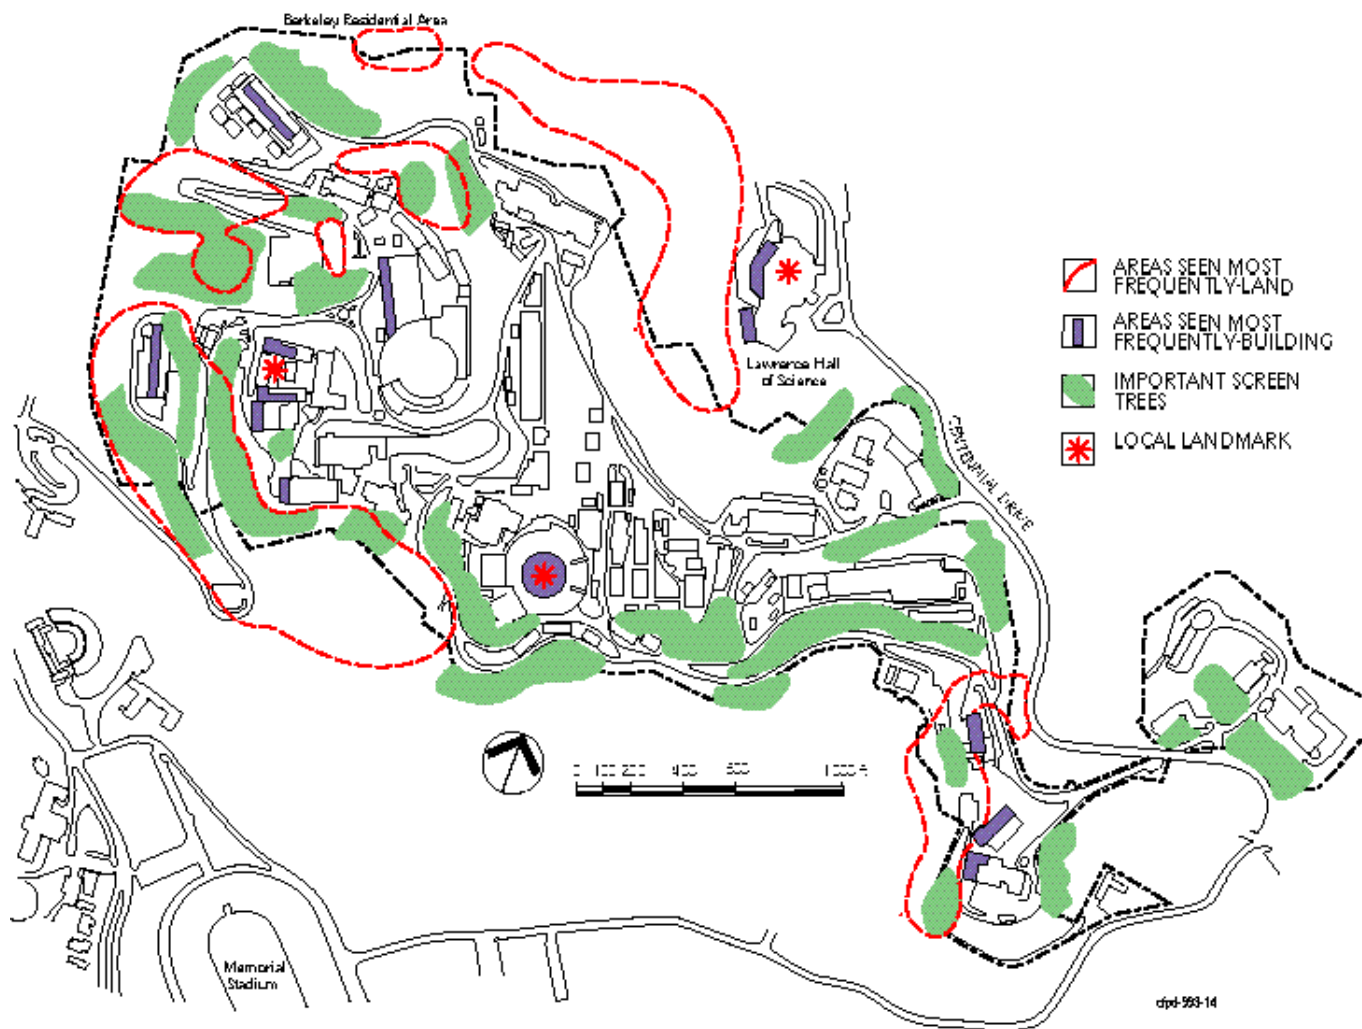 Berkeley Residential Area
AREAS SEEN MOST
FREQUENTLY-LAND
AREAS SEEN MOST
FREQUENTLY-BUILDING
IMPORTANT SCREEN
TREES
LOCAL LANDMARK
Lawrence Hall
of Science
CENTENNIAL DRIVE
0 100 200 400 600 1000 ft
Memorial
Stadium